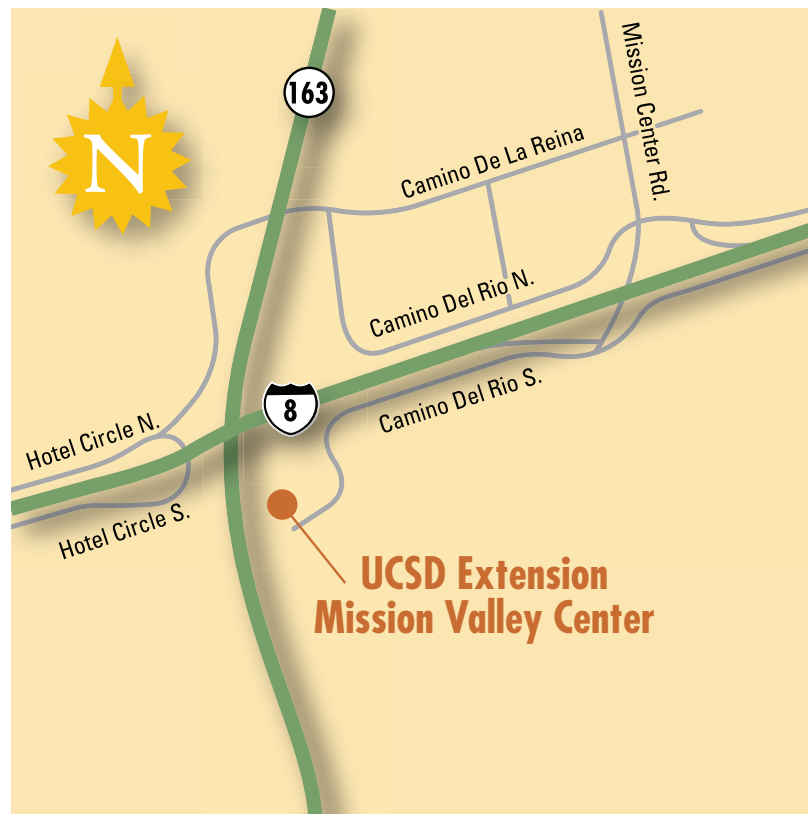 163
N
Mission Center Rd.
Camino De La Reina
Camino Del Rio N.
8
Camino Del Rio S.
Hotel Circle N.
Hotel Circle S.
UCSD Extension
Mission Valley Center